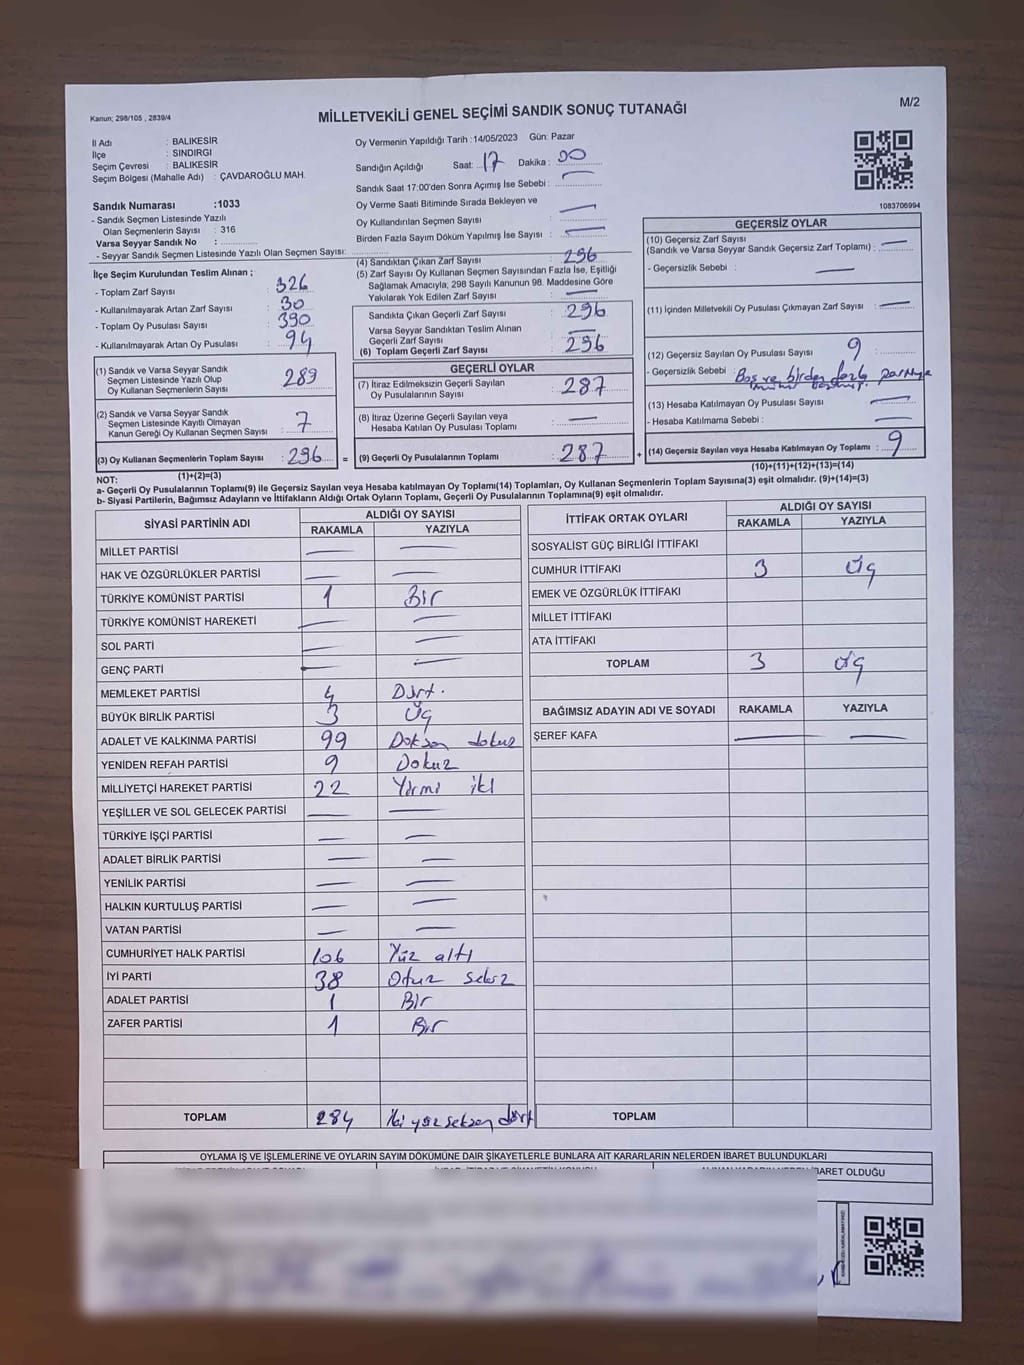 Kanun; 298/105 , 2839/4
MİLLETVEKİLİ GENEL SEÇİMİ SANDIK SONUÇ TUTANAĞI
M/2
İl Adı : BALIKESİR
İlçe : SINDIRGI
Seçim Çevresi : BALIKESİR
Seçim Bölgesi (Mahalle Adı) : ÇAVDAROĞLU MAH.
Sandık Numarası :1033
- Sandık Seçmen Listesinde Yazılı
Olan Seçmenlerin Sayısı : 316
Varsa Seyyar Sandık No :
- Seyyar Sandık Seçmen Listesinde Yazılı Olan Seçmen Sayısı:
İlçe Seçim Kurulundan Teslim Alınan ;
- Toplam Zarf Sayısı : 326
- Kullanılmayarak Artan Zarf Sayısı : 30
- Toplam Oy Pusulası Sayısı : 390
- Kullanılmayarak Artan Oy Pusulası : 94
(1) Sandık ve Varsa Seyyar Sandık
Seçmen Listesinde Yazılı Olup
Oy Kullananların Seçmenlerin Sayısı : 289
(2) Sandık ve Varsa Seyyar Sandık
Seçmen Listesinde Kayıtlı Olmayan
Kanun Gereği Oy Kullanan Seçmen Sayısı : 7
(3) Oy Kullanan Seçmenlerin Toplam Sayısı : 296
(1)+(2)=(3)
Oy Vermenin Yapıldığı Tarih :14/05/2023 Gün: Pazar
Sandığın Açıldığı Saat: 17 Dakika : 00
Sandık Saat 17:00'den Sonra Açımış İse Sebebi : —
Oy Verme Saati Bitiminde Sırada Bekleyen ve
Oy Kullandırılan Seçmen Sayısı : —
Birden Fazla Sayım Döküm Yapılmış İse Sayısı : —
(4) Sandıktan Çıkan Zarf Sayısı : 296
(5) Zarf Sayısı Oy Kullanan Seçmen Sayısından Fazla İse, Eşitliği
Sağlamak Amacıyla, 298 Sayılı Kanunun 98. Maddesine Göre
Yakılarak Yok Edilen Zarf Sayısı : —
Sandıkta Çıkan Geçerli Zarf Sayısı : 296
Varsa Seyyar Sandıktan Teslim Alınan
Geçerli Zarf Sayısı : —
(6) Toplam Geçerli Zarf Sayısı : 296
GEÇERLİ OYLAR
(7) İtiraz Edilmeksizin Geçerli Sayılan
Oy Pusulasının Sayısı : 287
(8) İtiraz Üzerine Geçerli Sayılan veya
Hesaba Katılan Oy Pusulası Toplamı : —
= (9) Geçerli Oy Pusulalarının Toplamı : 287
1083706994
GEÇERSİZ OYLAR
(10) Geçersiz Zarf Sayısı
(Sandık ve Varsa Seyyar Sandık Geçersiz Zarf Toplamı) : —
- Geçersizlik Sebebi : —
(11) İçinden Milletvekili Oy Pusulası Çıkmayan Zarf Sayısı : —
(12) Geçersiz Sayılan Oy Pusulası Sayısı : 9
- Geçersizlik Sebebi : Boş ve birden fazla partiye
(13) Hesaba Katılmayan Oy Pusulası Sayısı : —
- Hesaba Katılmama Sebebi : —
+ (14) Geçersiz Sayılan veya Hesaba Katılmayan Oy Toplamı : 9
(10)+(11)+(12)+(13)=(14)
NOT:
a- Geçerli Oy Pusulalarının Toplamı(9) ile Geçersiz Sayılan veya Hesaba katılmayan Oy Toplamı(14) Toplamları, Oy Kullanan Seçmenlerin Toplam Sayısına(3) eşit olmalıdır. (9)+(14)=(3)
b- Siyasi Partilerin, Bağımsız Adayların ve İttifakların Aldığı Ortak Oyların Toplamı, Geçerli Oy Pusulalarının Toplamına(9) eşit olmalıdır.
SİYASİ PARTİNİN ADI
ALDIĞI OY SAYISI
RAKAMLA YAZIYLA
MİLLET PARTİSİ — —
HAK VE ÖZGÜRLÜKLER PARTİSİ — —
TÜRKİYE KOMÜNİST PARTİSİ 1 Bir
TÜRKİYE KOMÜNİST HAREKETİ — —
SOL PARTİ — —
GENÇ PARTİ — —
MEMLEKET PARTİSİ 4 Dört.
BÜYÜK BİRLİK PARTİSİ 3 Üç
ADALET VE KALKINMA PARTİSİ 99 Doksan dokuz
YENİDEN REFAH PARTİSİ 9 Dokuz
MİLLİYETÇİ HAREKET PARTİSİ 22 Yirmi iki
YEŞİLLER VE SOL GELECEK PARTİSİ — —
TÜRKİYE İŞÇİ PARTİSİ — —
ADALET BİRLİK PARTİSİ — —
YENİLİK PARTİSİ — —
HALKIN KURTULUŞ PARTİSİ — —
VATAN PARTİSİ — —
CUMHURİYET HALK PARTİSİ 106 Yüz altı
İYİ PARTİ 38 Otuz sekiz
ADALET PARTİSİ 1 Bir
ZAFER PARTİSİ 1 Bir
TOPLAM 284 İki yüz seksen dört
İTTİFAK ORTAK OYLARI
ALDIĞI OY SAYISI
RAKAMLA YAZIYLA
SOSYALİST GÜÇ BİRLİĞİ İTTİFAKI
CUMHUR İTTİFAKI 3 Üç
EMEK VE ÖZGÜRLÜK İTTİFAKI
MİLLET İTTİFAKI
ATA İTTİFAKI
TOPLAM 3 Üç
BAĞIMSIZ ADAYIN ADI VE SOYADI RAKAMLA YAZIYLA
ŞEREF KAFA — —
TOPLAM
OYLAMA İŞ VE İŞLEMLERİNE VE OYLARIN SAYIM DÖKÜMÜNE DAİR ŞİKAYETLERLE BUNLARA AİT KARARLARIN NELERDEN İBARET BULUNDUKLARI
İBARET OLDUĞU